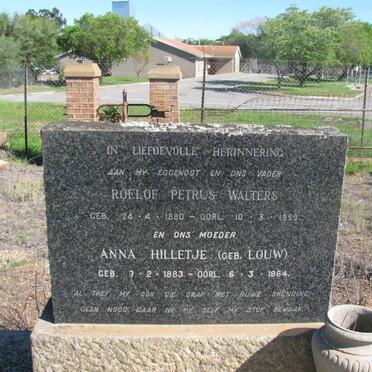 IN LIEFDEVOLLE HERINNERING
AAN MY EGGENOOT EN ONS VADER
ROELOF PETRUS WALTERS
GEB. 24-4-1880 - OORL. 10-3-1959
EN ONS MOEDER
ANNA HILLETJE (GEB. LOUW)
GEB. 7-2-1883 - OORL. 6-3-1964.
"AL TREF MY OOK DIE GRAF MET RUWE SKENDING,
GEEN NOOD, DAAR HY MY SELF MY STOF BEWAAK."